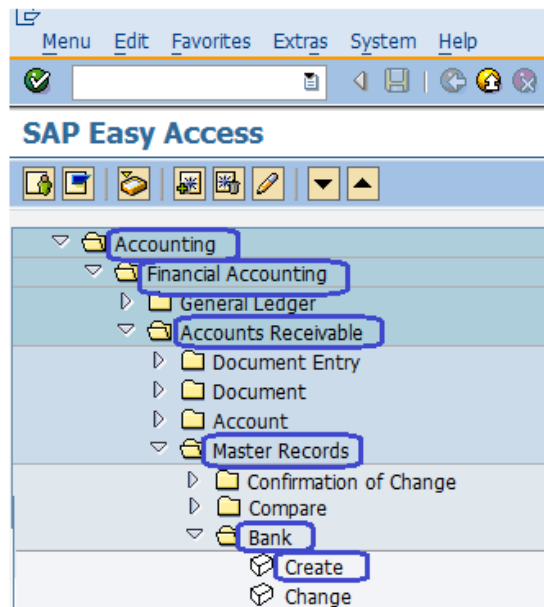 Menu Edit Favorites Extras System Help
SAP Easy Access
Accounting
Financial Accounting
General Ledger
Accounts Receivable
Document Entry
Document
Account
Master Records
Confirmation of Change
Compare
Bank
Create
Change